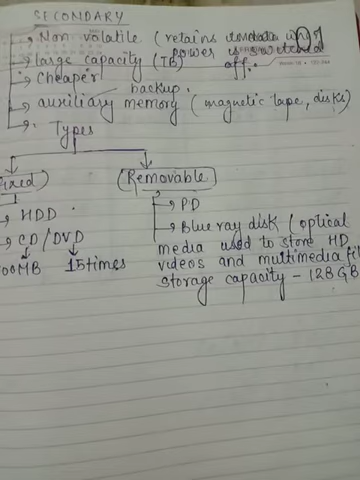 SECONDARY
→ Non volatile (retains data
power is switched
→ large capacity (TB) off.
→ Cheaper
backup.
→ auxiliary memory (magnetic tape, disks)
→ Types
Fixed) (Removable
→ HDD → PD
→ CD/DVD → Blue ray disk (optical
media used to store HD
00MB 15times videos and multimedia fil
storage capacity - 128GB